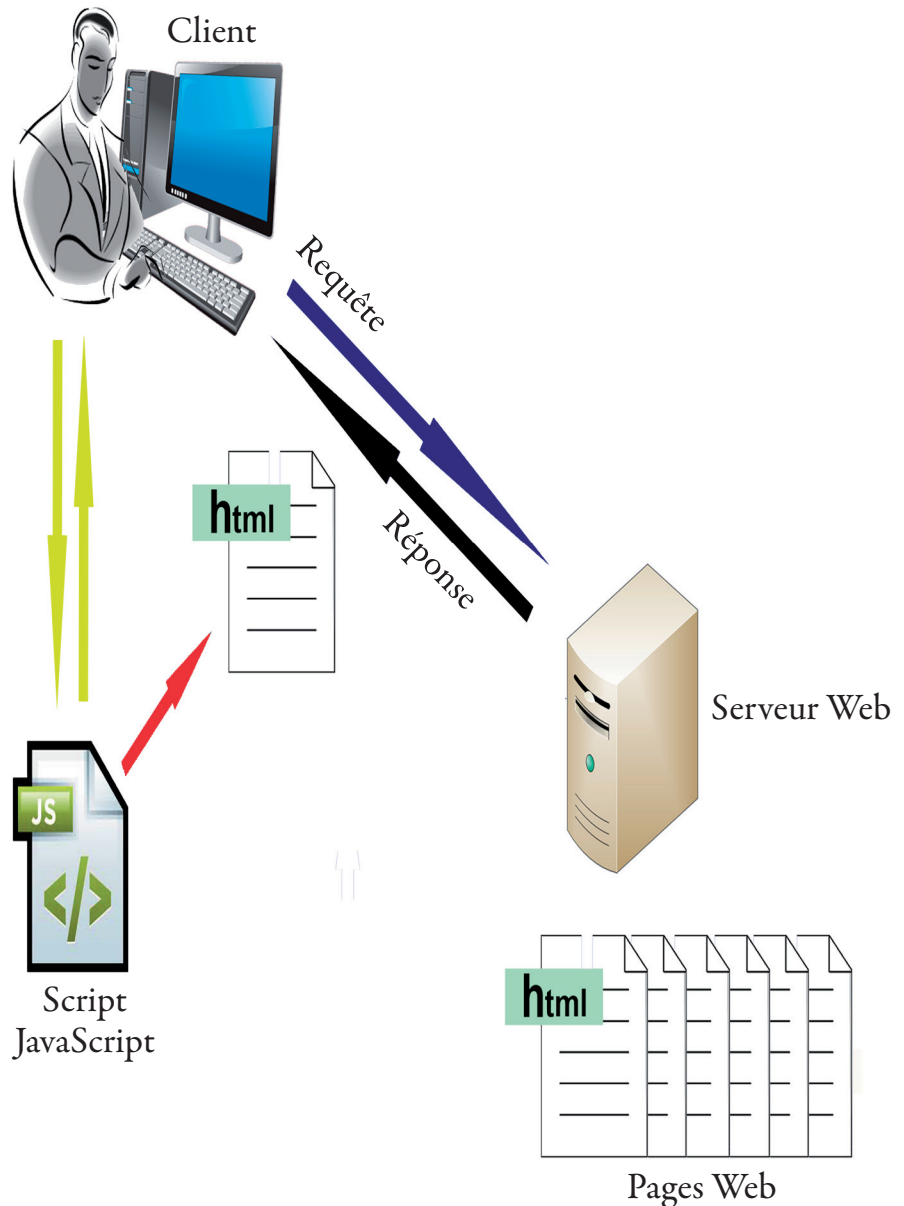 Client
Requête
Réponse
html
Serveur Web
JS
</>
Script
JavaScript
html
Pages Web